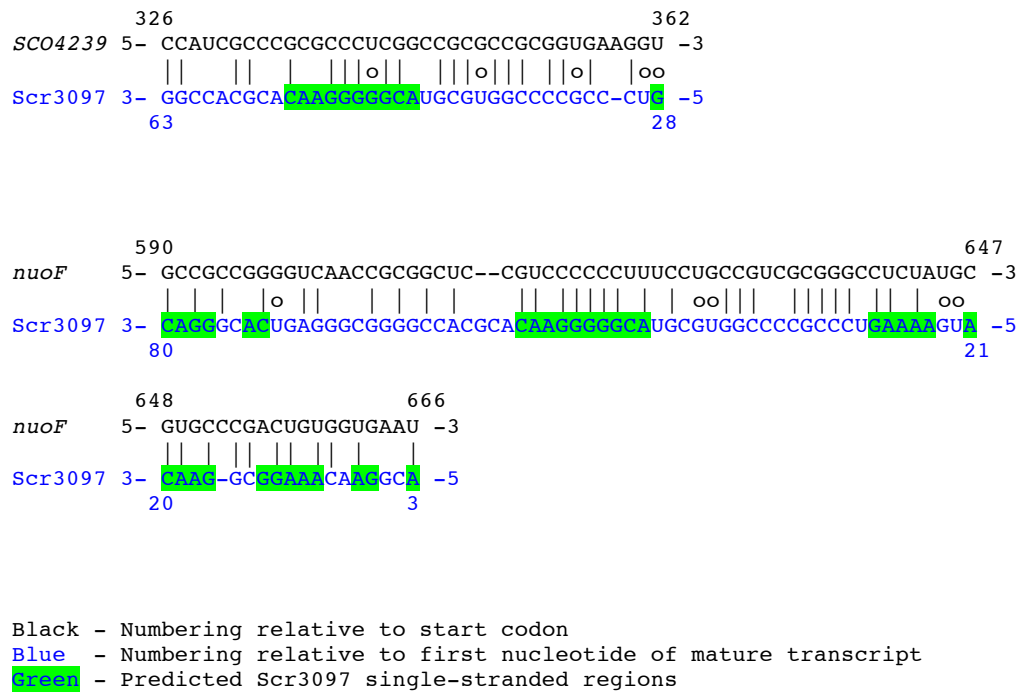 326 362
SCO4239 5- CCAUCGCCCGCGCCCUCGGCCGCGCCGCGGUGAAGGU -3
|| || | |||o|| |||o||| ||o| |oo
Scr3097 3- GGCCACGCACAAGGGGGCAUGCGUGGCCCCGCC-CUG -5
63 28
590 647
nuoF 5- GCCGCCGGGGUCAACCGCGGCUC--CGUCCCCCCUUUCCUGCCGUCGCGGGCCUCUAUGC -3
| | | |o || | | | | || ||||| | | oo||| ||||| || | oo
Scr3097 3- CAGGGCACUGAGGGCGGGGCCACGCACAAGGGGGCAUGCGUGGCCCCGCCCUGAAAAGUA -5
80 21
648 666
nuoF 5- GUGCCCGACUGUGGUGAAU -3
|| | || | | || | |
Scr3097 3- CAAG-GCGGAAACAAGGCA -5
20 3
Black - Numbering relative to start codon
Blue - Numbering relative to first nucleotide of mature transcript
Green - Predicted Scr3097 single-stranded regions